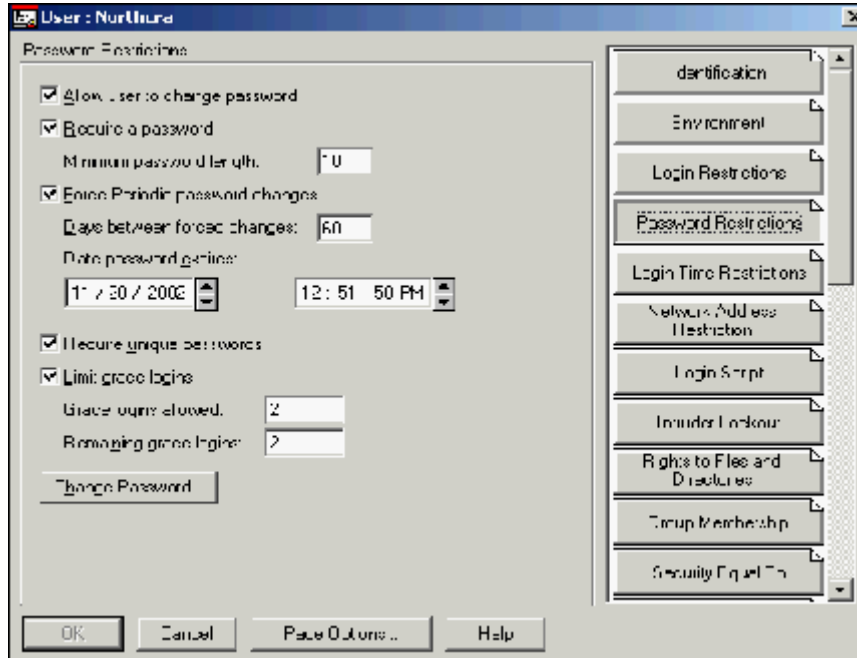 User : Northura
Password Restrictions
Allow user to change password
Require a password
Minimum password length: 10
Force Periodic password changes
Days between forced changes: 60
Date password expires:
12 : 51 : 50 PM
Require unique passwords
Limit grace logins
Grace logins allowed: 2
Remaining grace logins: 2
Change Password
Identification
Environment
Login Restrictions
Password Restrictions
Login Time Restrictions
Network Address
Restriction
Login Script
Intruder Lockout
Rights to Files and
Directories
Group Membership
Security Equal To
OK
Cancel
Page Options...
Help